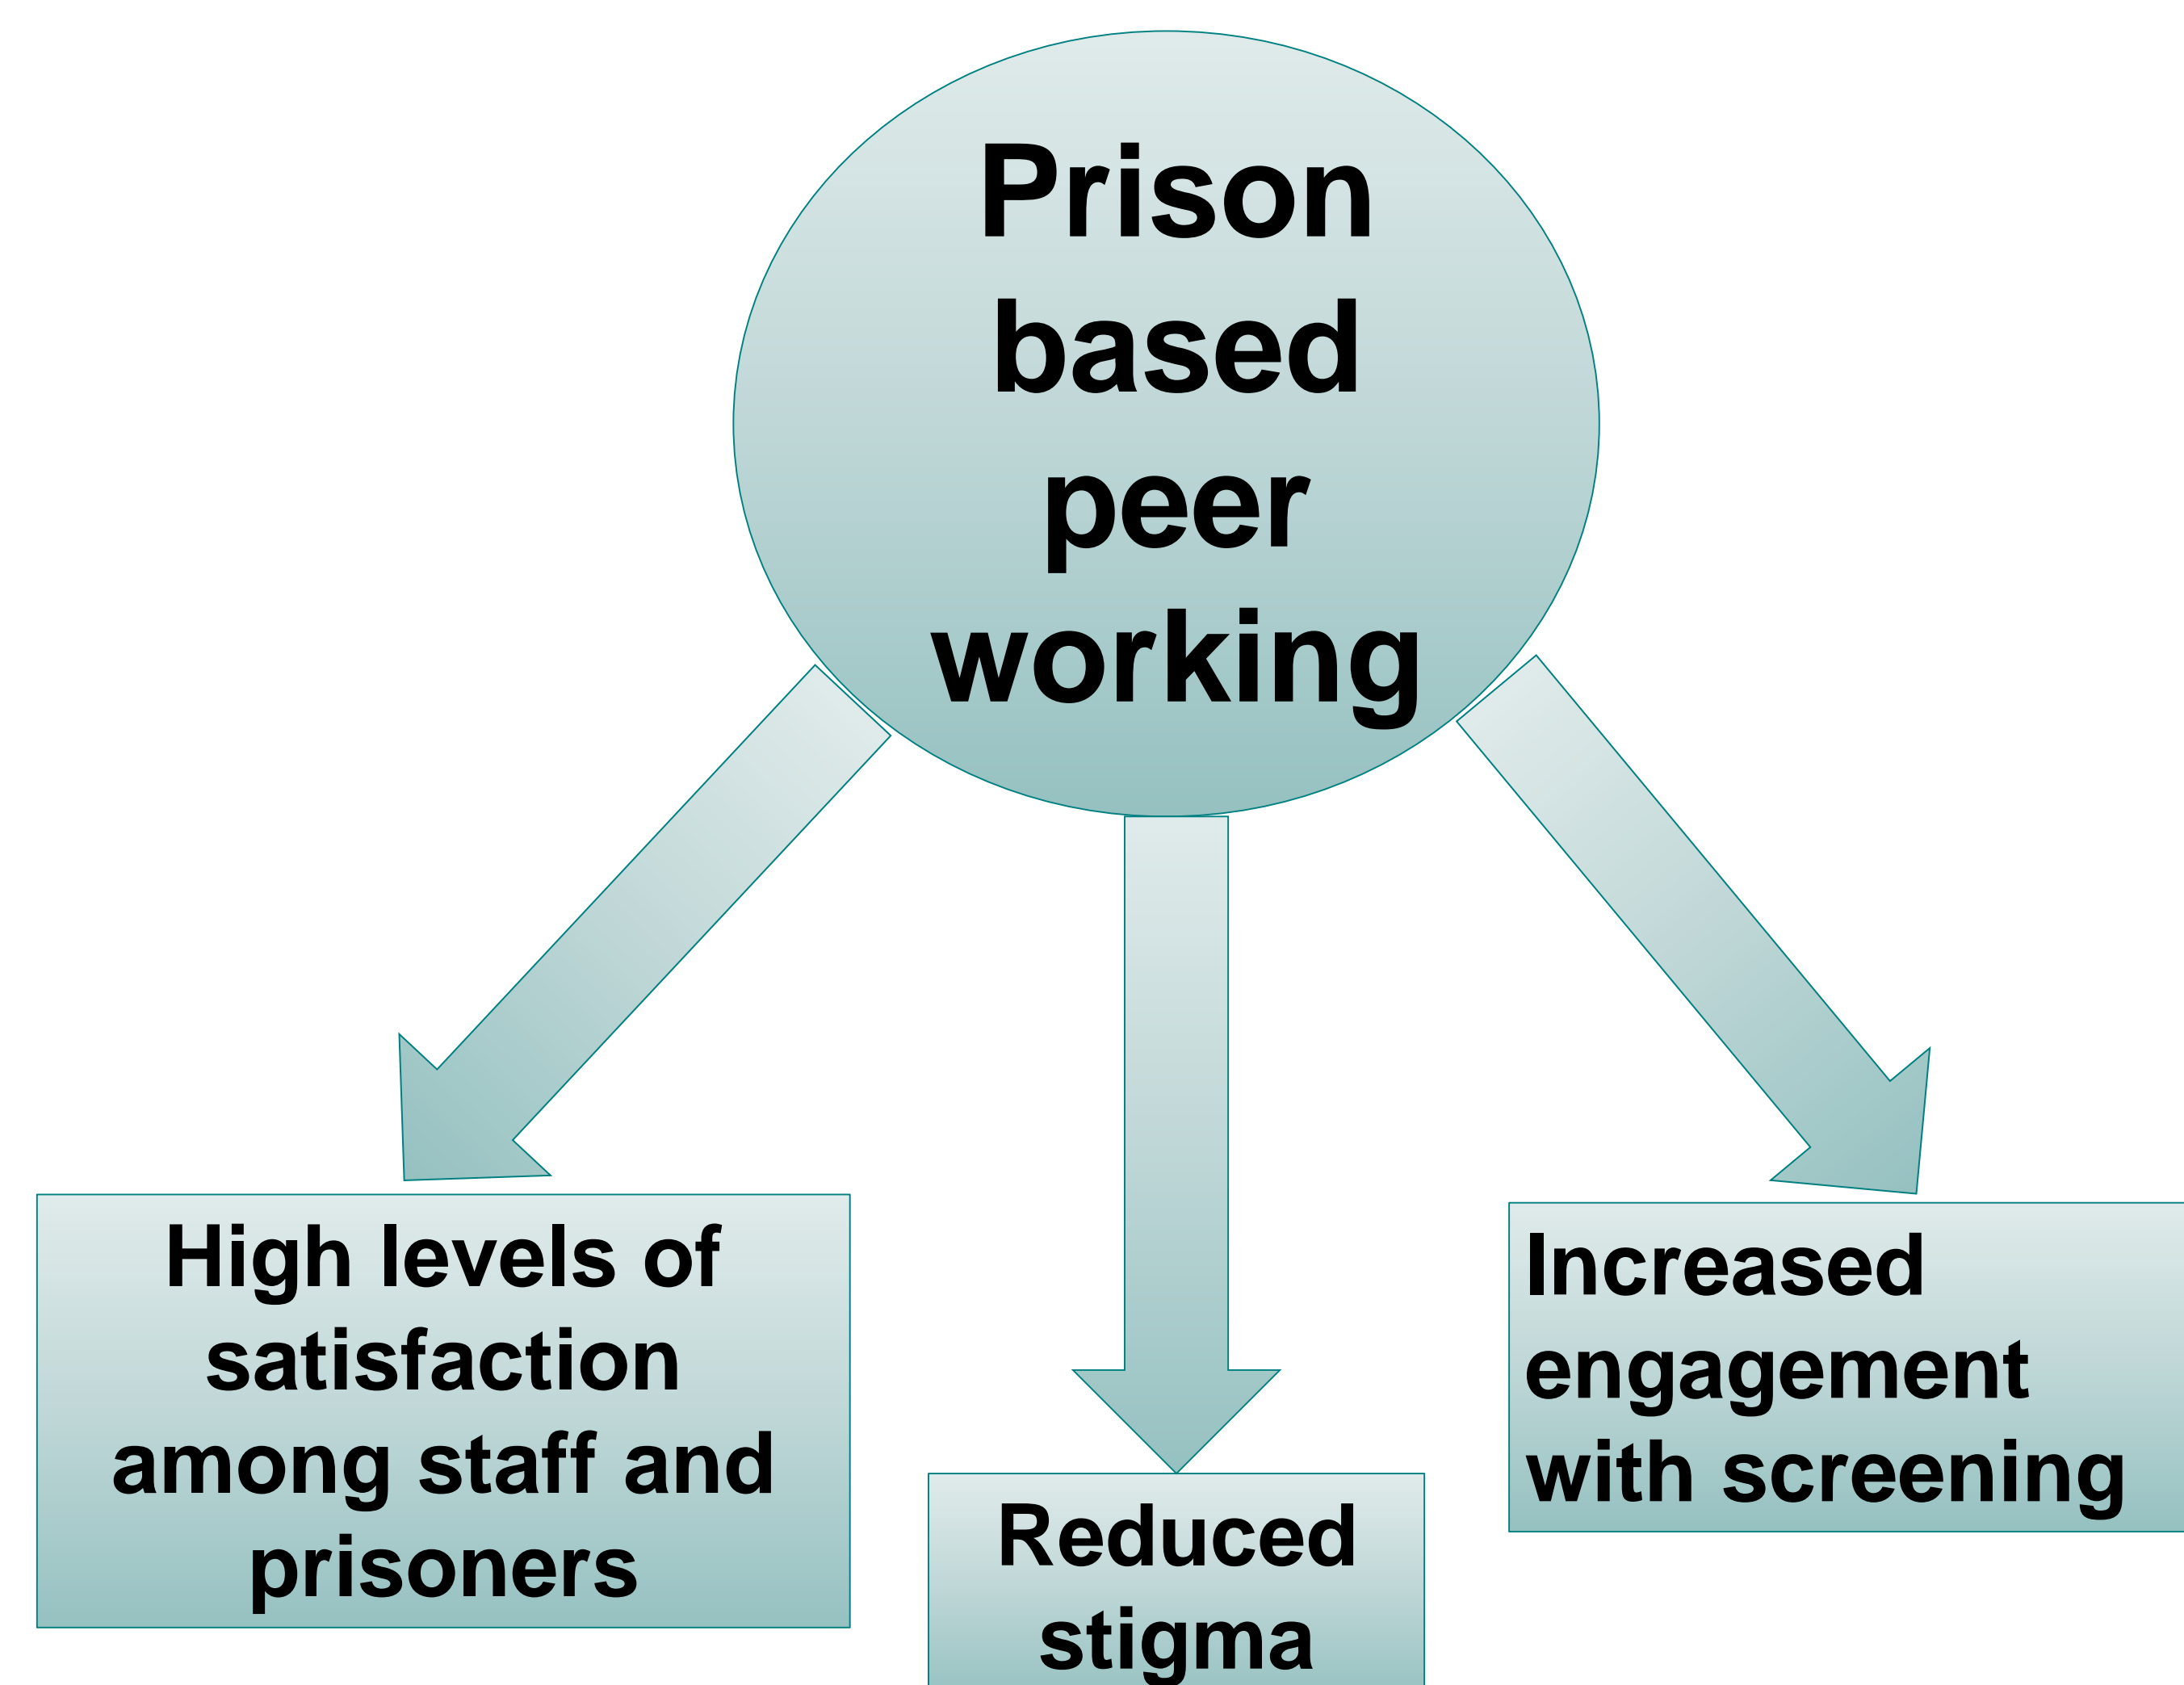 Prison
based
peer
working
High levels of
satisfaction
among staff and
prisoners
Reduced
stigma
Increased
engagement
with screening